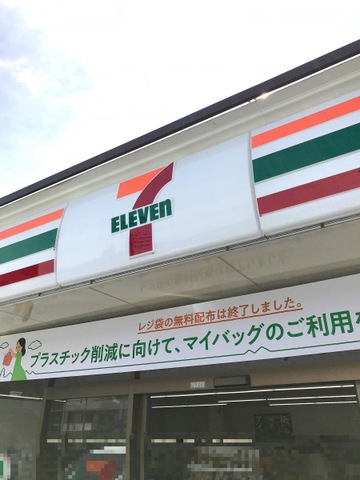 7
ELEVEn
レジ袋の無料配布は終了しました。
プラスチック削減に向けて、マイバッグのご利用